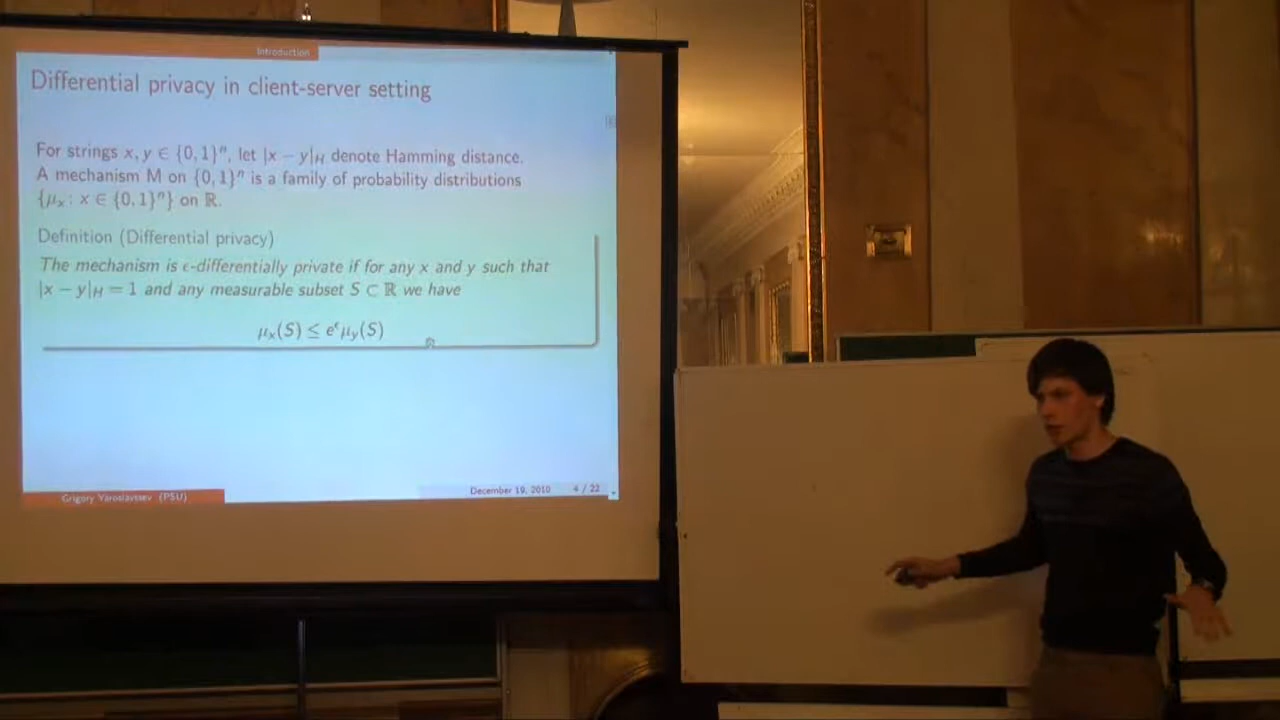 Introduction
Differential privacy in client-server setting
For strings x, y ∈ {0, 1}ⁿ, let |x − y|_H denote Hamming distance.
A mechanism M on {0, 1}ⁿ is a family of probability distributions
{μₓ : x ∈ {0, 1}ⁿ} on ℝ.
Definition (Differential privacy)
The mechanism is ϵ-differentially private if for any x and y such that
|x − y|_H = 1 and any measurable subset S ⊂ ℝ we have
μₓ(S) ≤ e^ϵ μ_y(S)
Grigory Yaroslavtsev (PSU)
December 19, 2010 4 / 22